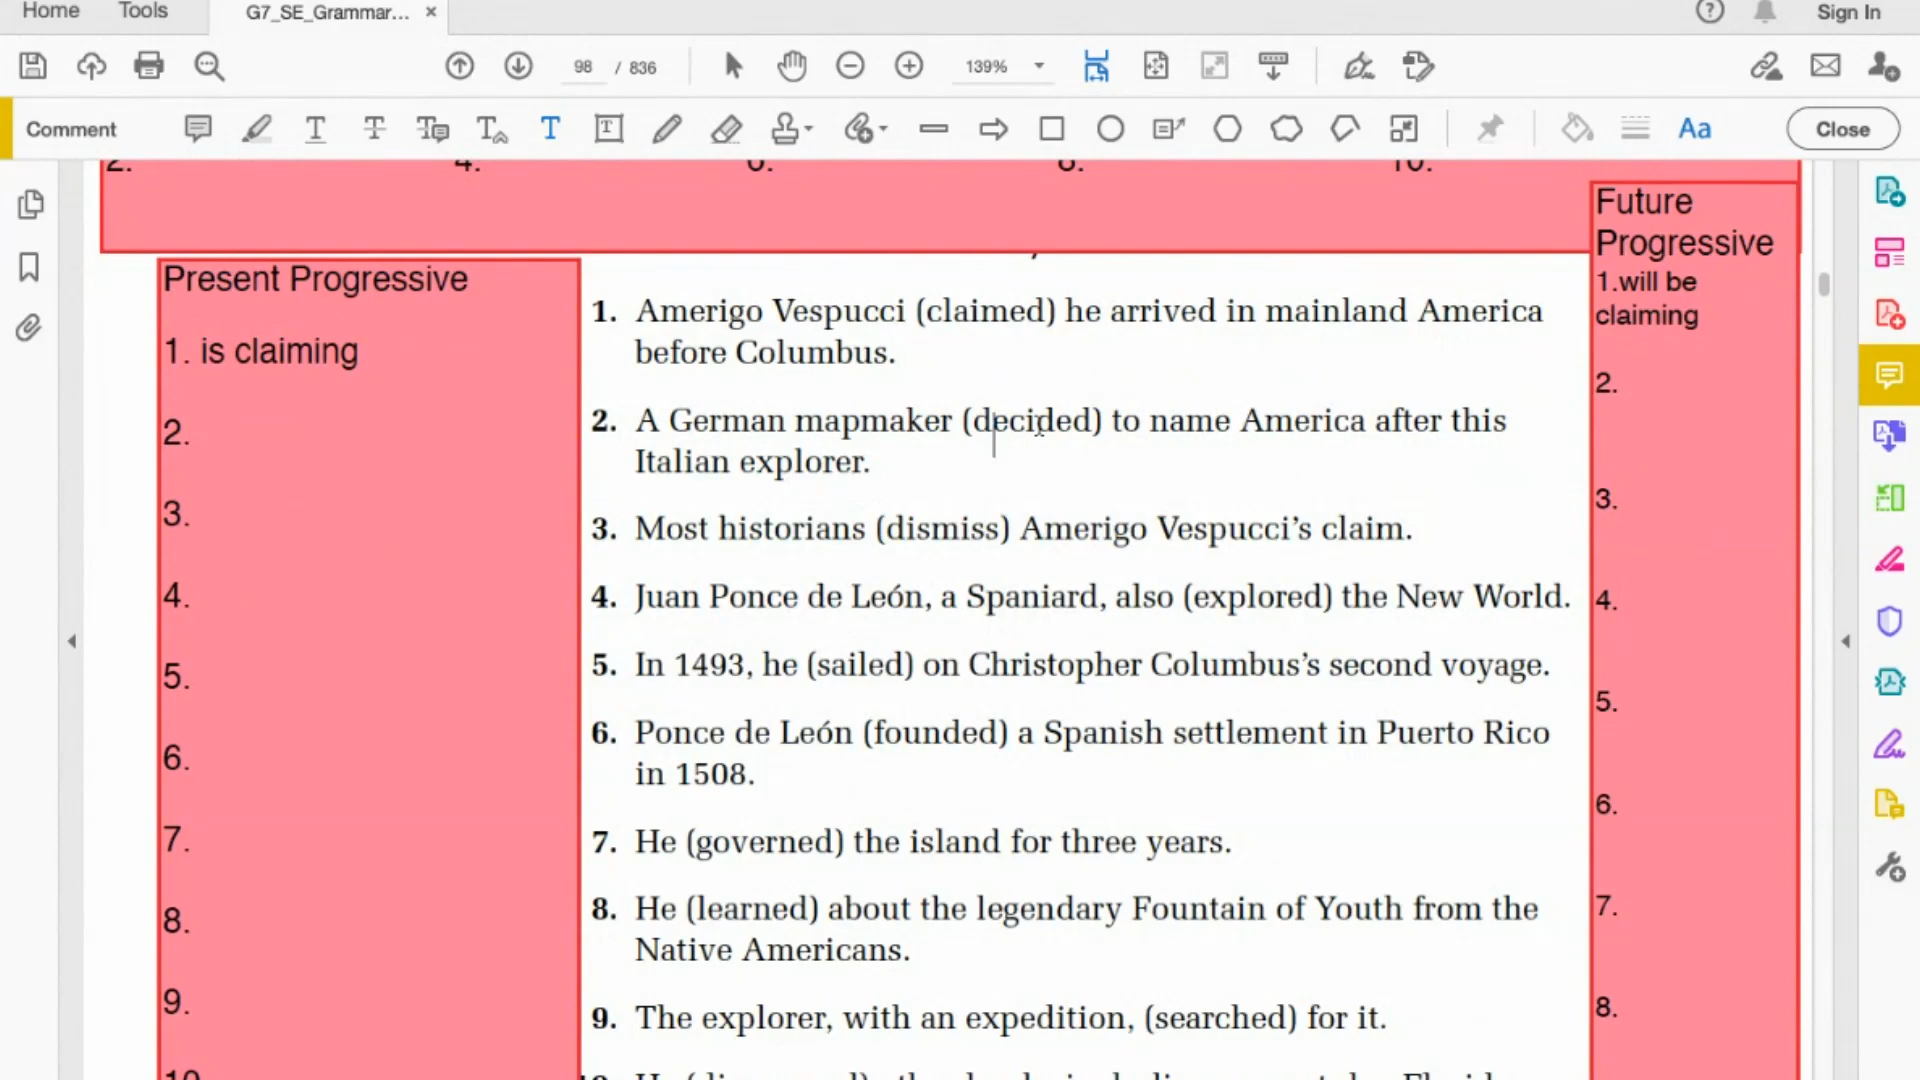 Home Tools G7_SE_Grammar... × Sign In
98 / 836 139%
Comment Aa Close
2. 4. 6. 8. 10.
Future
Progressive
1.will be
claiming
2.
3.
4.
5.
6.
7.
8.
Present Progressive
1. is claiming
2.
3.
4.
5.
6.
7.
8.
9.
10
1. Amerigo Vespucci (claimed) he arrived in mainland America
before Columbus.
2. A German mapmaker (decided) to name America after this
Italian explorer.
3. Most historians (dismiss) Amerigo Vespucci’s claim.
4. Juan Ponce de León, a Spaniard, also (explored) the New World.
5. In 1493, he (sailed) on Christopher Columbus’s second voyage.
6. Ponce de León (founded) a Spanish settlement in Puerto Rico
in 1508.
7. He (governed) the island for three years.
8. He (learned) about the legendary Fountain of Youth from the
Native Americans.
9. The explorer, with an expedition, (searched) for it.